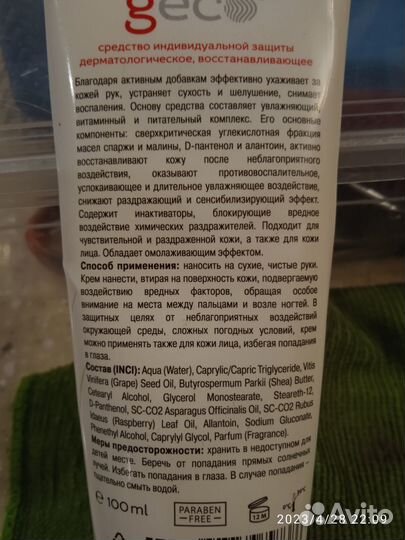 geco
средство индивидуальной защиты
дерматологическое, восстанавливающее
Благодаря активным добавкам эффективно ухаживает за
кожей рук, устраняет сухость и шелушение, снимает
воспаления. Основу средства составляет увлажняющий,
витаминный и питательный комплекс. Его основные
компоненты: сверхкритическая углекислотная фракция
масел спаржи и малины, D-пантенол и алантоин, активно
восстанавливают кожу после неблагоприятного
воздействия, оказывают противовоспалительное,
успокаивающее и длительное увлажняющее воздействие,
снижают раздражающий и сенсибилизирующий эффект.
Содержит инактиваторы, блокирующие вредное
воздействие химических раздражителей. Подходит для
чувствительной и раздраженной кожи, а также для кожи
лица. Обладает омолаживающим эффектом.
Способ применения: наносить на сухие, чистые руки.
Крем нанести, втирая на поверхность кожи, подвергаемую
воздействию вредных факторов, обращая особое
внимание на места между пальцами и возле ногтей. В
защитных целях от неблагоприятных воздействий
окружающей среды, сложных погодных условий, крем
можно применять также для кожи лица, избегая попадания
в глаза.
Состав (INCI): Aqua (Water), Caprylic/Capric Triglyceride, Vitis
Vinifera (Grape) Seed Oil, Butyrospermum Parkii (Shea) Butter,
Cetearyl Alcohol, Glycerol Monostearate, Steareth-12,
D-Panthenol, SC-CO2 Asparagus Officinalis Oil, SC-CO2 Rubus
Idaeus (Raspberry) Leaf Oil, Allantoin, Sodium Gluconate,
Phenethyl Alcohol, Caprylyl Glycol, Parfum (Fragrance).
Меры предосторожности: хранить в недоступном для
детей месте. Беречь от попадания прямых солнечных
лучей. Избегать попадания в глаза. В случае попадания –
тщательно смыть водой.
e 100ml
PARABEN
FREE
12 M
2023/4/28 22:09
Avito